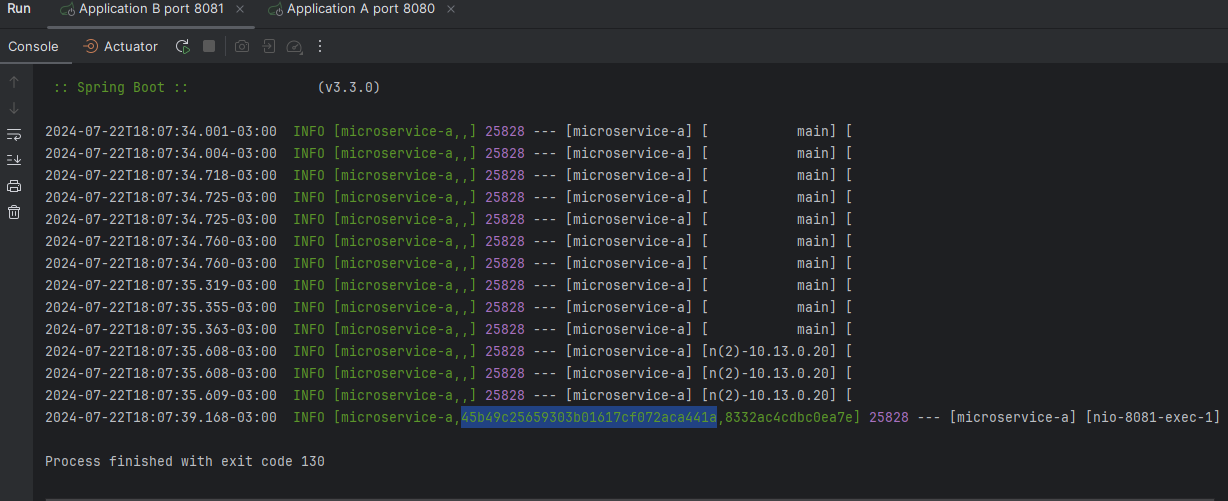 Run Application B port 8081 × Application A port 8080 ×
Console Actuator
:: Spring Boot :: (v3.3.0)
2024-07-22T18:07:34.001-03:00 INFO [microservice-a,,] 25828 --- [microservice-a] [ main] [
2024-07-22T18:07:34.004-03:00 INFO [microservice-a,,] 25828 --- [microservice-a] [ main] [
2024-07-22T18:07:34.718-03:00 INFO [microservice-a,,] 25828 --- [microservice-a] [ main] [
2024-07-22T18:07:34.725-03:00 INFO [microservice-a,,] 25828 --- [microservice-a] [ main] [
2024-07-22T18:07:34.725-03:00 INFO [microservice-a,,] 25828 --- [microservice-a] [ main] [
2024-07-22T18:07:34.760-03:00 INFO [microservice-a,,] 25828 --- [microservice-a] [ main] [
2024-07-22T18:07:34.760-03:00 INFO [microservice-a,,] 25828 --- [microservice-a] [ main] [
2024-07-22T18:07:35.319-03:00 INFO [microservice-a,,] 25828 --- [microservice-a] [ main] [
2024-07-22T18:07:35.355-03:00 INFO [microservice-a,,] 25828 --- [microservice-a] [ main] [
2024-07-22T18:07:35.363-03:00 INFO [microservice-a,,] 25828 --- [microservice-a] [ main] [
2024-07-22T18:07:35.608-03:00 INFO [microservice-a,,] 25828 --- [microservice-a] [n(2)-10.13.0.20] [
2024-07-22T18:07:35.608-03:00 INFO [microservice-a,,] 25828 --- [microservice-a] [n(2)-10.13.0.20] [
2024-07-22T18:07:35.609-03:00 INFO [microservice-a,,] 25828 --- [microservice-a] [n(2)-10.13.0.20] [
2024-07-22T18:07:39.168-03:00 INFO [microservice-a,45b49c25659303b01617cf072aca441a,8332ac4cdbc0ea7e] 25828 --- [microservice-a] [nio-8081-exec-1]
Process finished with exit code 130